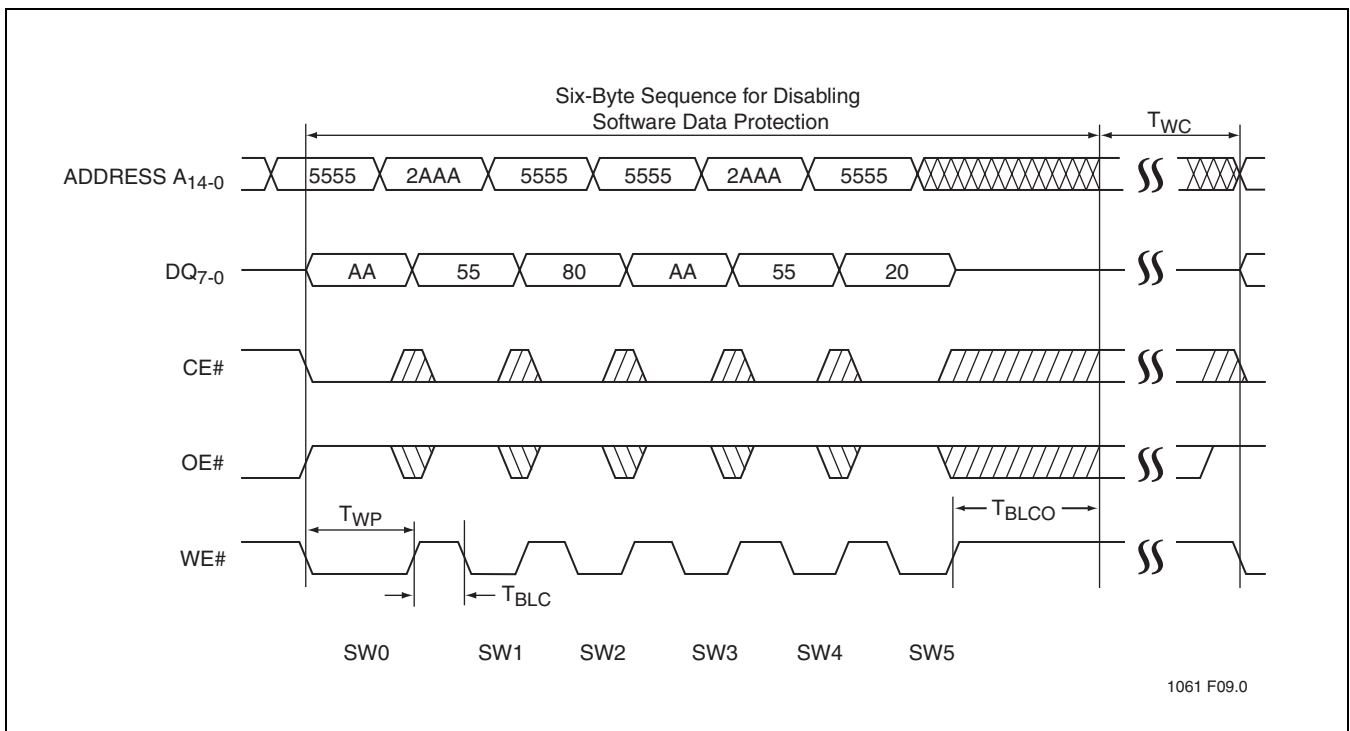 Six-Byte Sequence for Disabling
Software Data Protection
TWC
ADDRESS A14-0
5555 2AAA 5555 5555 2AAA 5555
DQ7-0
AA 55 80 AA 55 20
CE#
OE#
TWP
TBLCO
WE#
TBLC
SW0 SW1 SW2 SW3 SW4 SW5
1061 F09.0